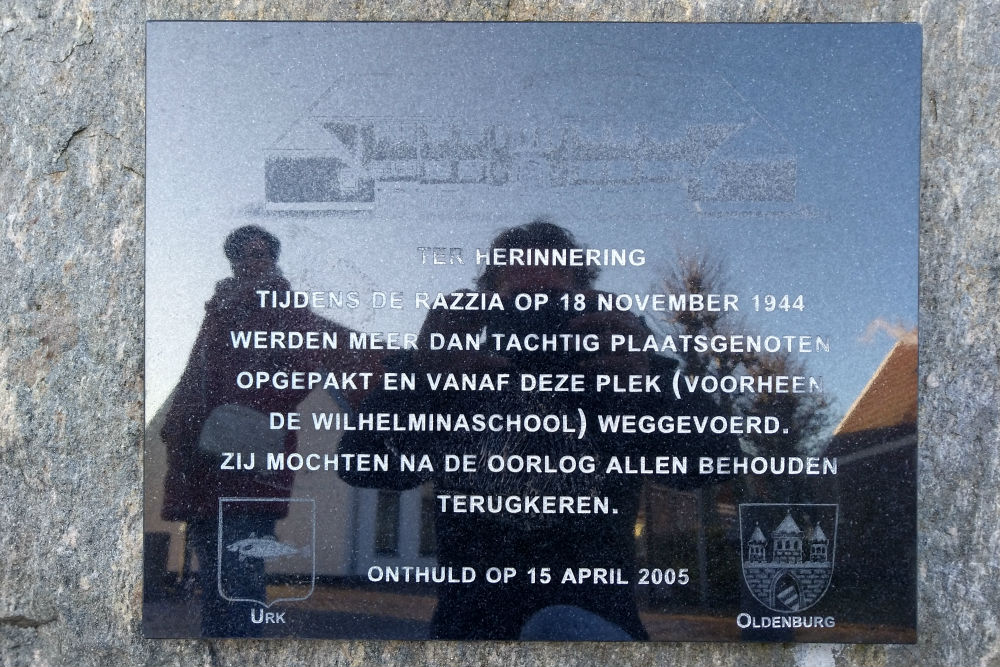 TER HERINNERING
TIJDENS DE RAZZIA OP 18 NOVEMBER 1944
WERDEN MEER DAN TACHTIG PLAATSGENOTEN
OPGEPAKT EN VANAF DEZE PLEK (VOORHEEN
DE WILHELMINASCHOOL) WEGGEVOERD.
ZIJ MOCHTEN NA DE OORLOG ALLEN BEHOUDEN
TERUGKEREN.
ONTHULD OP 15 APRIL 2005
URK
OLDENBURG